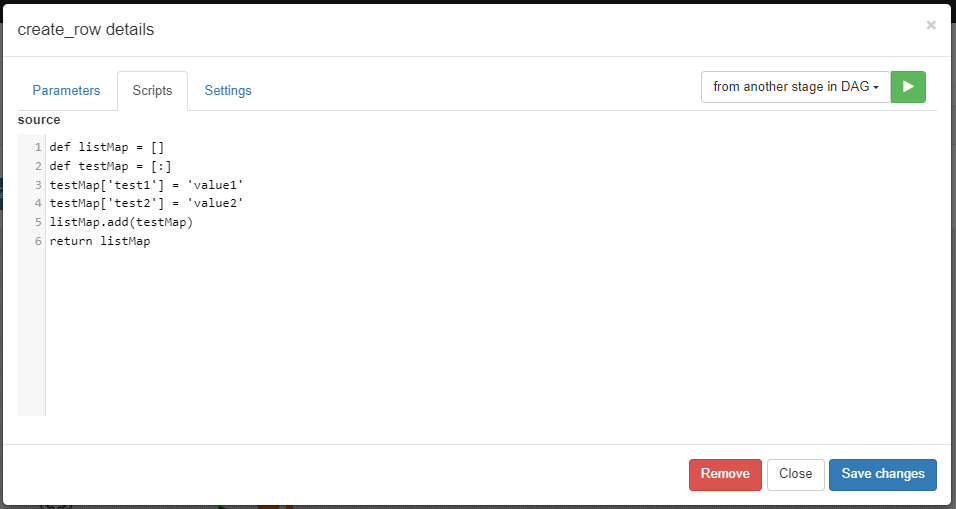 create_row details
×
Parameters Scripts Settings from another stage in DAG
source
1 def listMap = []
2 def testMap = [:]
3 testMap['test1'] = 'value1'
4 testMap['test2'] = 'value2'
5 listMap.add(testMap)
6 return listMap
Remove Close Save changes